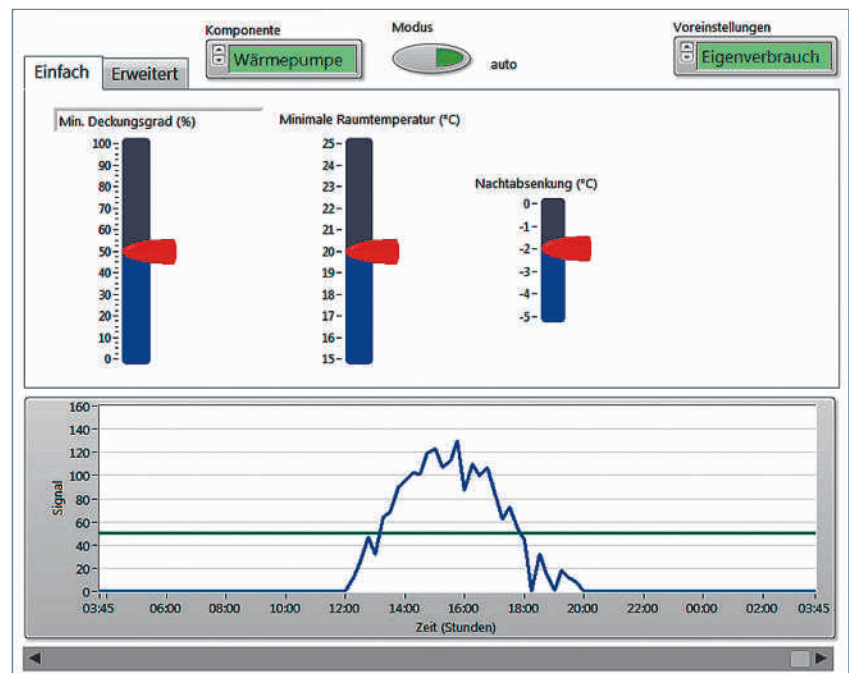 Komponente
Modus
Voreinstellungen
Wärmepumpe
auto
Eigenverbrauch
Einfach
Erweitert
Min. Deckungsgrad (%)
100
90
80
70
60
50
40
30
20
10
0
Minimale Raumtemperatur (°C)
25
24
23
22
21
20
19
18
17
16
15
Nachtabsenkung (°C)
0
-1
-2
-3
-4
-5
Signal
160
140
120
100
80
60
40
20
0
03:45 06:00 08:00 10:00 12:00 14:00 16:00 18:00 20:00 22:00 00:00 02:00 03:45
Zeit (Stunden)